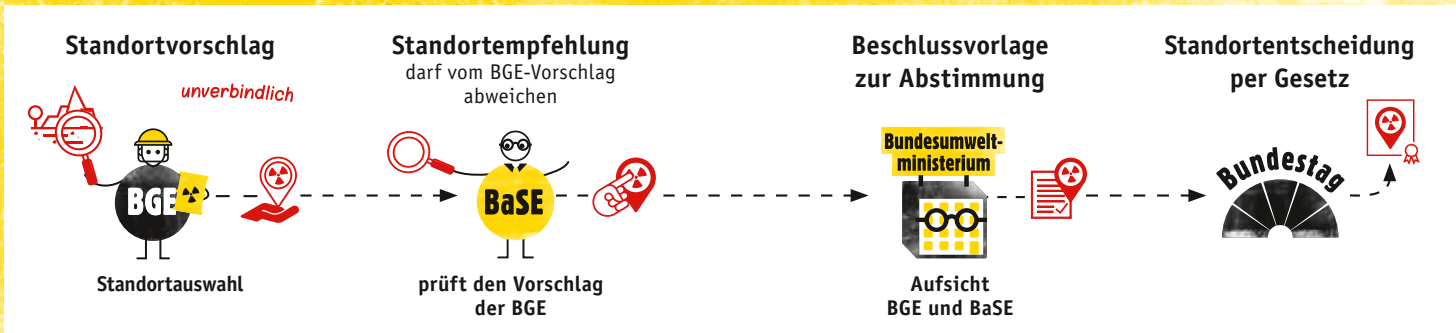 Standortvorschlag
unverbindlich
BGE
Standortauswahl
Standortempfehlung
darf vom BGE-Vorschlag
abweichen
BaSE
prüft den Vorschlag
der BGE
Beschlussvorlage
zur Abstimmung
Bundesumwelt-
ministerium
Aufsicht
BGE und BaSE
Standortentscheidung
per Gesetz
Bundestag